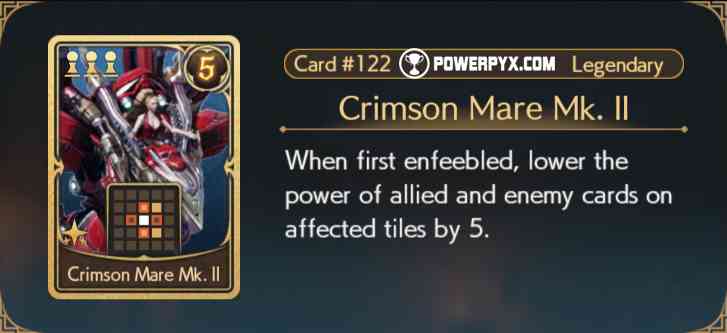 5
Crimson Mare Mk. II
Card #122 POWERPYX.COM Legendary
Crimson Mare Mk. II
When first enfeebled, lower the
power of allied and enemy cards on
affected tiles by 5.